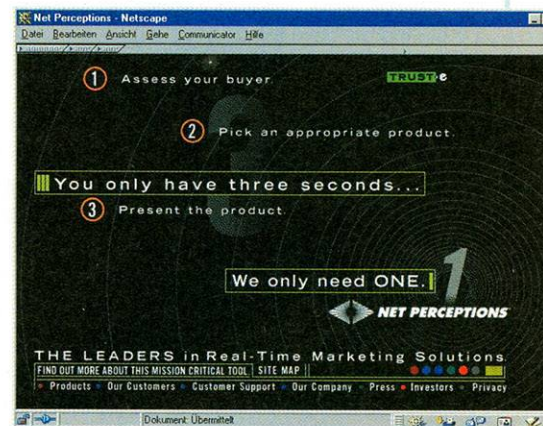 Net Perceptions - Netscape
Datei Bearbeiten Ansicht Gehe Communicator Hilfe
1 Assess your buyer.
TRUST e
2 Pick an appropriate product.
You only have three seconds...
3 Present the product.
We only need ONE. 1
NET PERCEPTIONS
THE LEADERS in Real-Time Marketing Solutions.
FIND OUT MORE ABOUT THIS MISSION CRITICAL TOOL SITE MAP
Products Our Customers Customer Support Our Company Press Investors Privacy
Dokument: Übermittelt